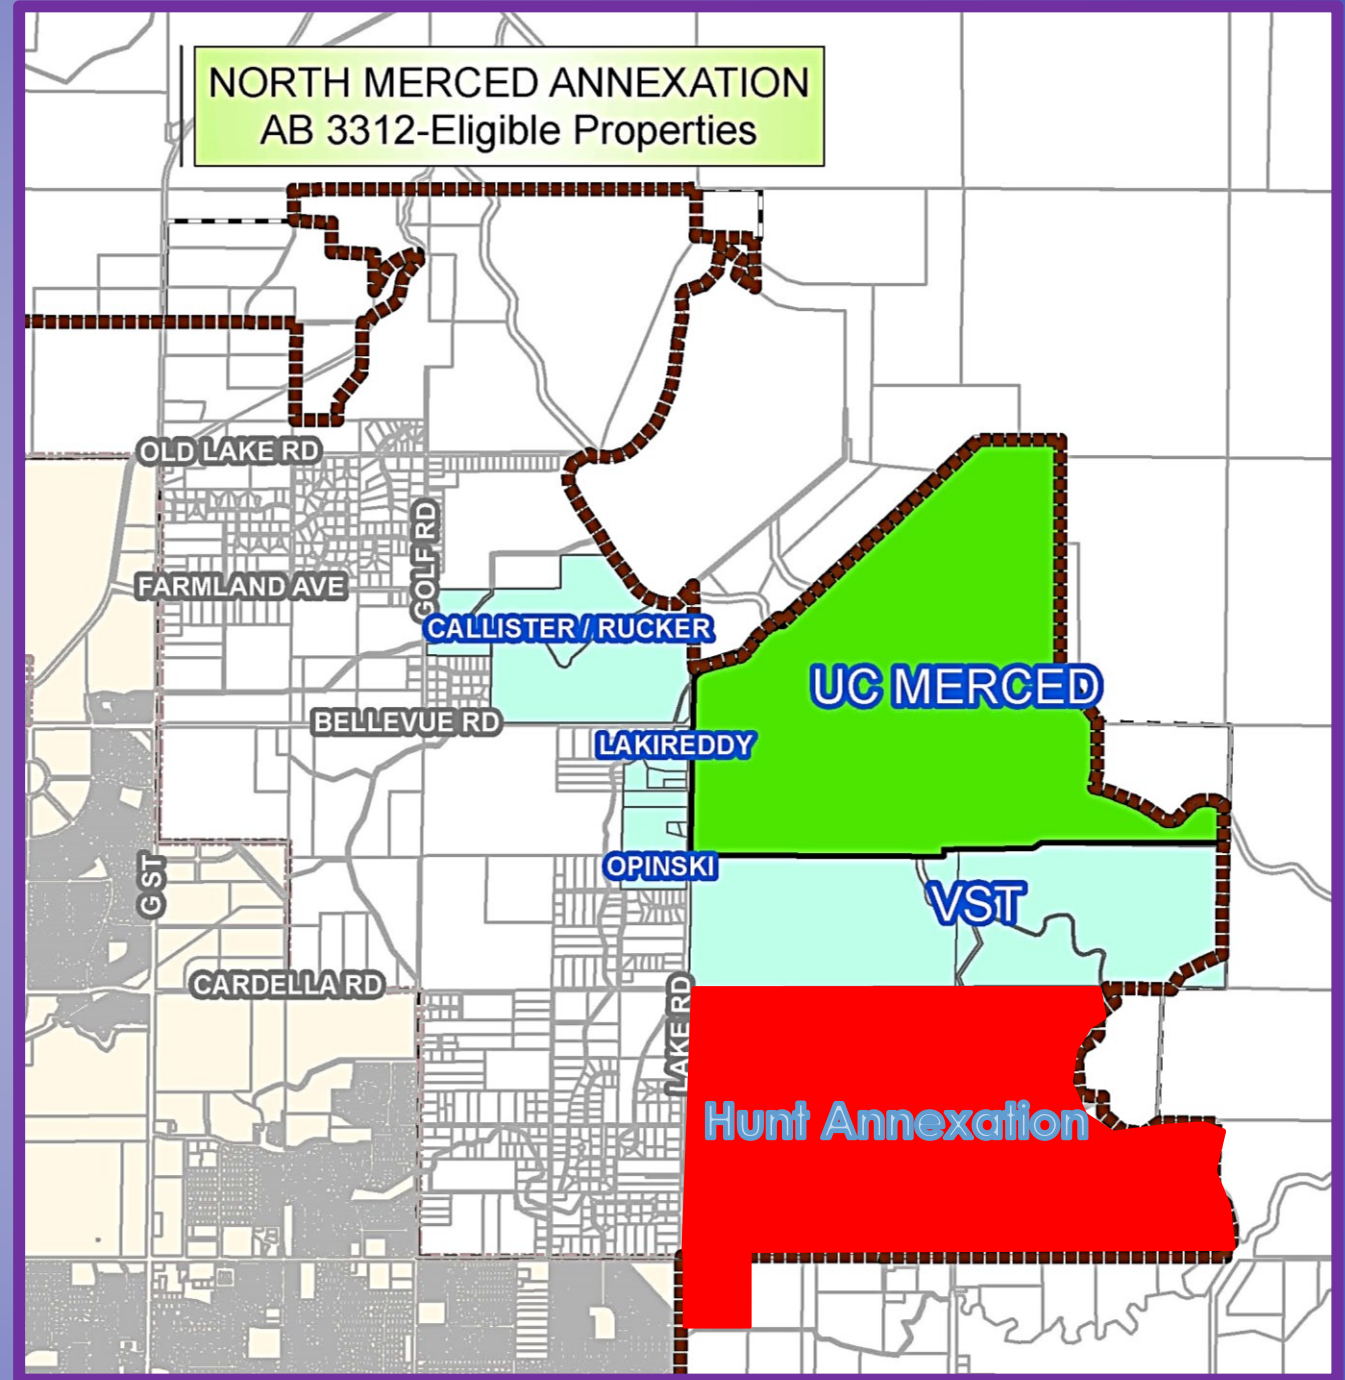 NORTH MERCED ANNEXATION
AB 3312-Eligible Properties
OLD LAKE RD
GOLF RD
FARMLAND AVE
CALLISTER / RUCKER
UC MERCED
BELLEVUE RD
LAKIREDDY
OPINSKI
G ST
VST
CARDELLA RD
LAKE RD
Hunt Annexation